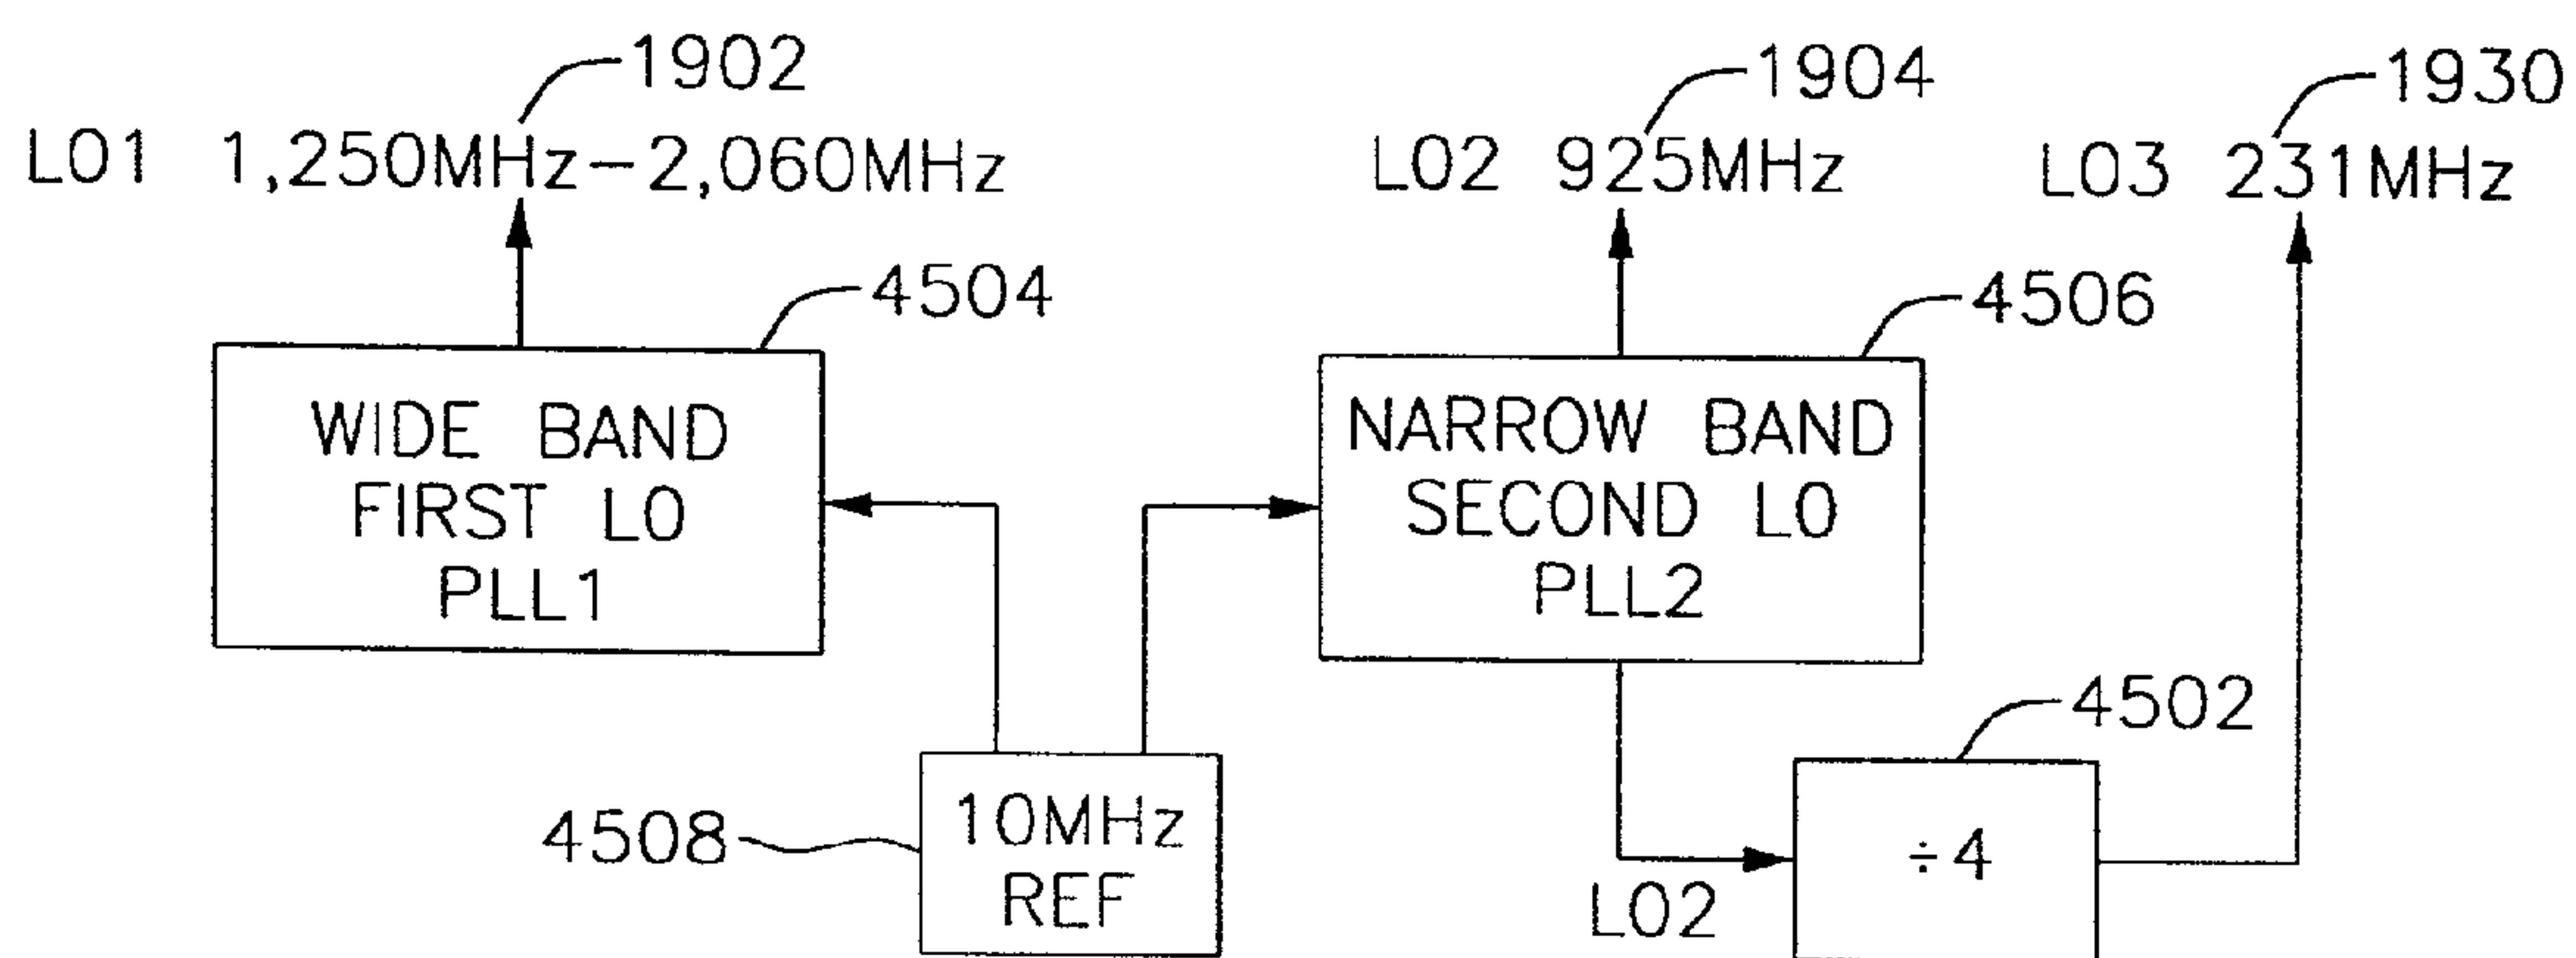 1902
LO1 1,250MHz-2,060MHz
1904
LO2 925MHz
1930
LO3 231MHz
4504
WIDE BAND
FIRST LO
PLL1
4506
NARROW BAND
SECOND LO
PLL2
4508
10MHz
REF
LO2
4502
÷4